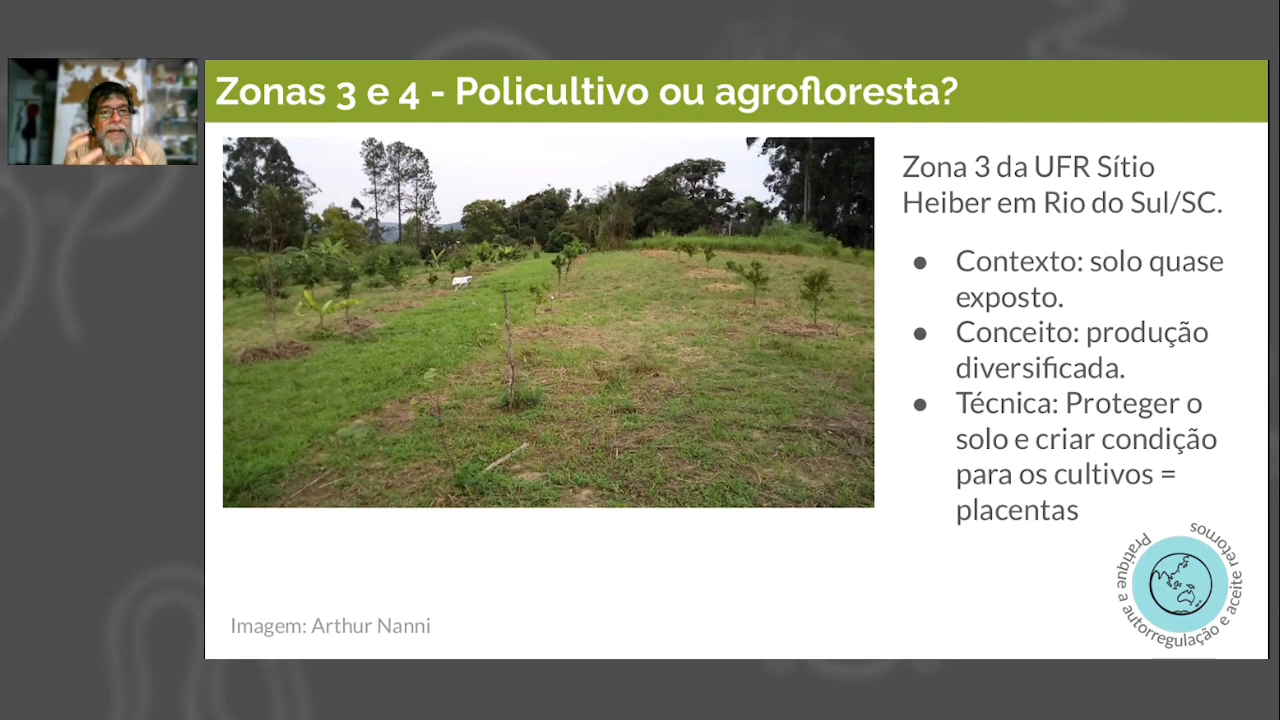 Zonas 3 e 4 - Policultivo ou agrofloresta?
Zona 3 da UFR Sítio
Heiber em Rio do Sul/SC.
● Contexto: solo quase
exposto.
● Conceito: produção
diversificada.
● Técnica: Proteger o
solo e criar condição
para os cultivos =
placentas
Pratique a autorregulação e aceite retornos
Imagem: Arthur Nanni